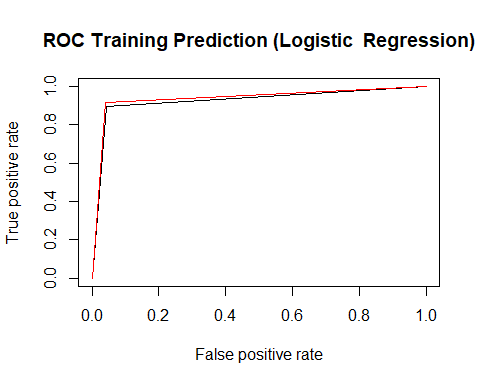 ROC Training Prediction (Logistic  Regression)
True positive rate
1.0
0.8
0.6
0.4
0.2
0.0
0.0 0.2 0.4 0.6 0.8 1.0
False positive rate